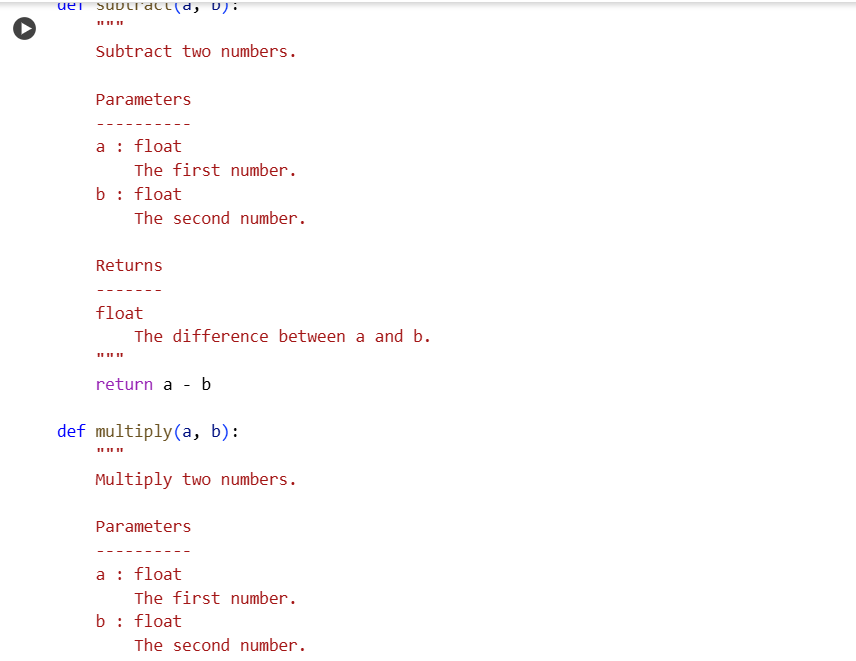 def subtract(a, b):
    """
    Subtract two numbers.

    Parameters
    ----------
    a : float
        The first number.
    b : float
        The second number.

    Returns
    -------
    float
        The difference between a and b.
    """
    return a - b

def multiply(a, b):
    """
    Multiply two numbers.

    Parameters
    ----------
    a : float
        The first number.
    b : float
        The second number.